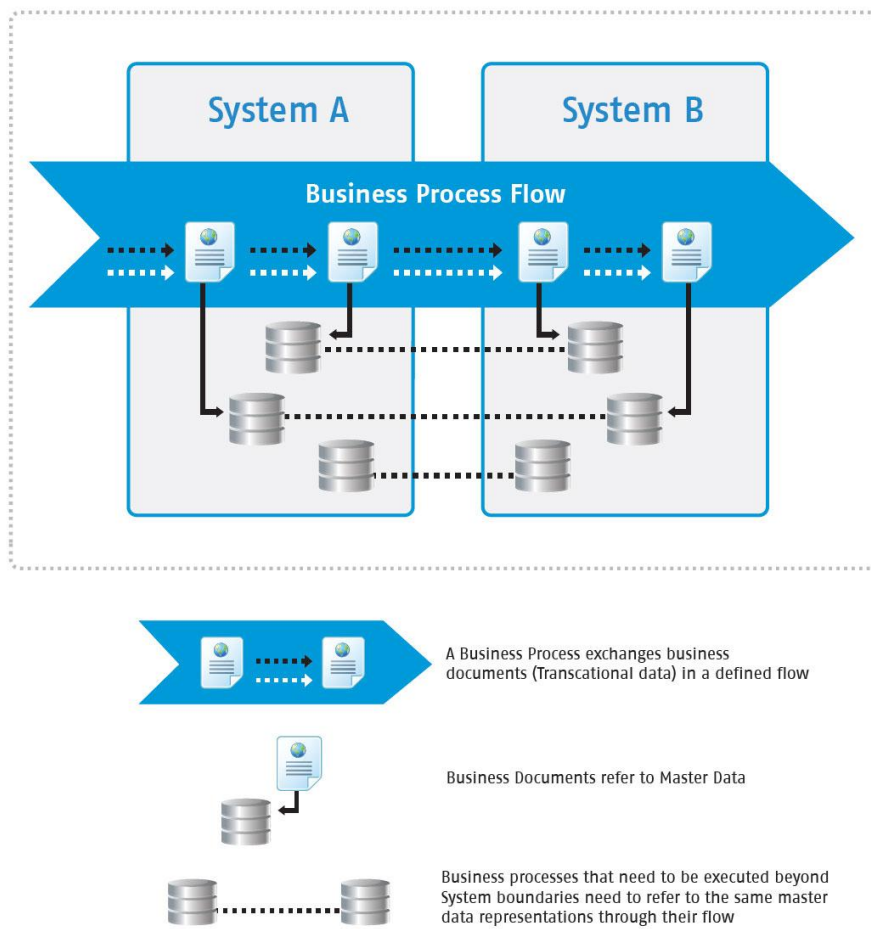 System A
System B
Business Process Flow
A Business Process exchanges business
documents (Transcational data) in a defined flow
Business Documents refer to Master Data
Business processes that need to be executed beyond
System boundaries need to refer to the same master
data representations through their flow